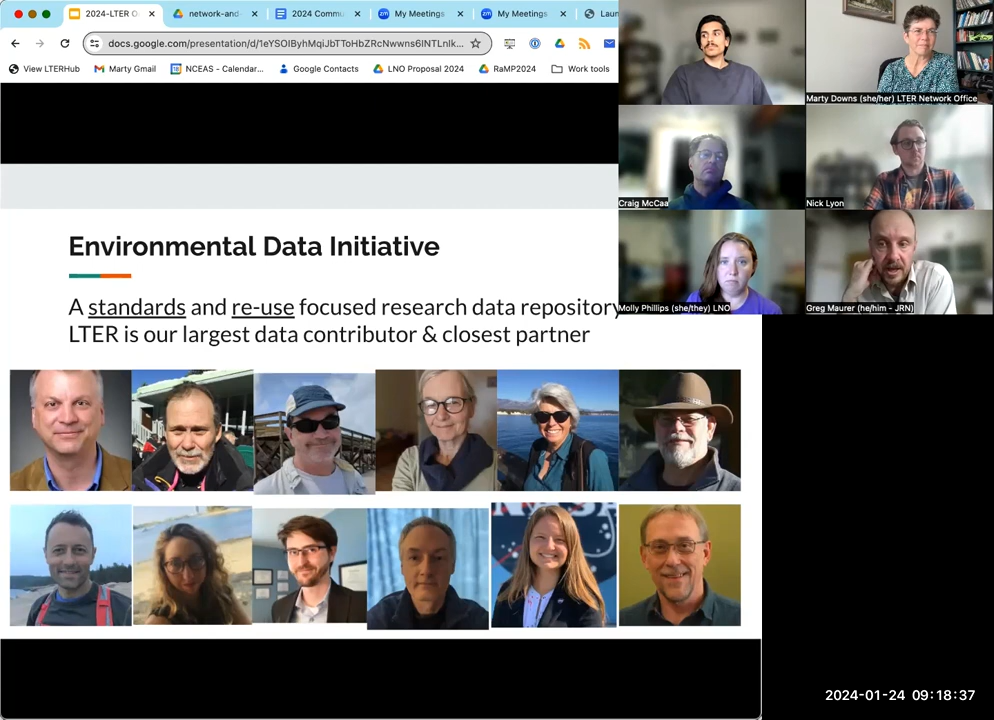 2024-LTER O
network-and-
2024 Commu
My Meetings
My Meetings
Laun
docs.google.com/presentation/d/1eYSOIByhMqiJbTToHbZRcNwwns6INTLnlk...
View LTERHub
Marty Gmail
NCEAS - Calendar...
Google Contacts
LNO Proposal 2024
RaMP2024
Work tools
Marty Downs (she/her) LTER Network Office
Craig McCaa
Nick Lyon
Molly Phillips (she/they) LNO
Greg Maurer (he/him - JRN)
Environmental Data Initiative
A standards and re-use focused research data repository
LTER is our largest data contributor & closest partner
2024-01-24 09:18:37